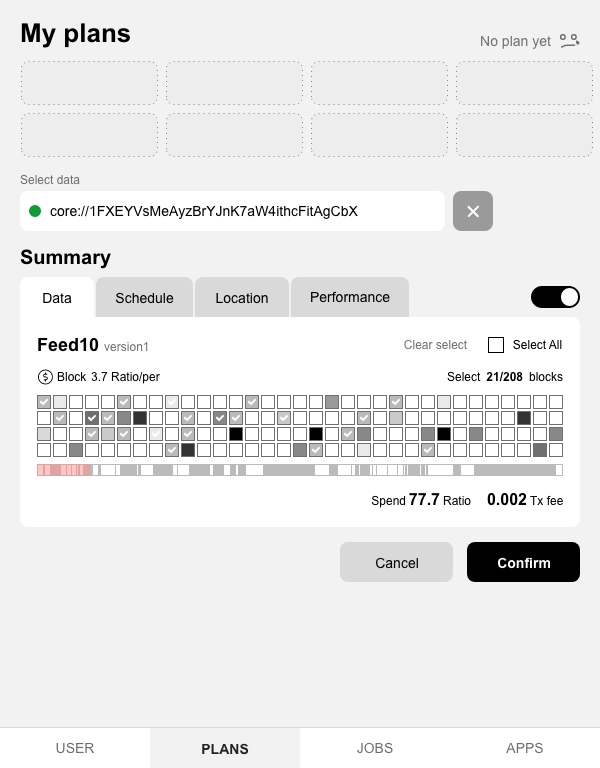 My plans
No plan yet
Select data
core://1FXEYVsMeAyzBrYJnK7aW4ithcFitAgCbX
Summary
Data Schedule Location Performance
Feed10 version1 Clear select Select All
$ Block 3.7 Ratio/per Select 21/208 blocks
Spend 77.7 Ratio 0.002 Tx fee
Cancel Confirm
USER PLANS JOBS APPS